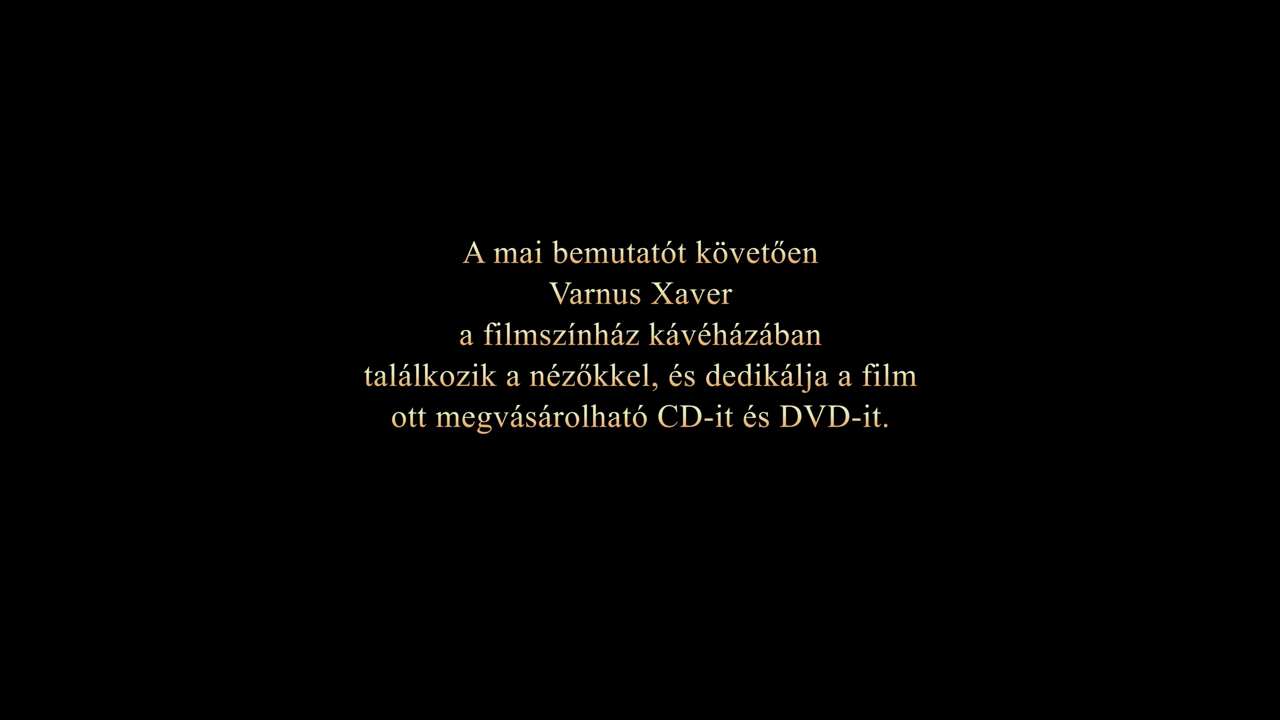 A mai bemutatót követően
Varnus Xaver
a filmszínház kávéházában
találkozik a nézőkkel, és dedikálja a film
ott megvásárolható CD-it és DVD-it.